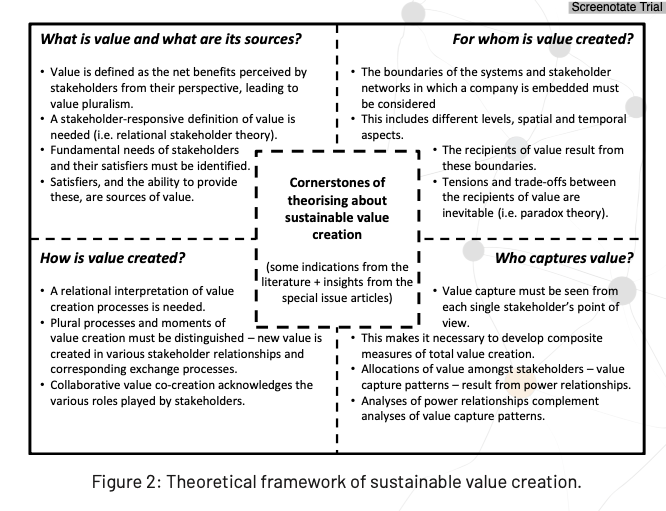 Screenotate Trial
What is value and what are its sources?
• Value is defined as the net benefits perceived by
stakeholders from their perspective, leading to
value pluralism.
• A stakeholder-responsive definition of value is
needed (i.e. relational stakeholder theory).
• Fundamental needs of stakeholders
and their satisfiers must be identified.
• Satisfiers, and the ability to provide
these, are sources of value.
For whom is value created?
• The boundaries of the systems and stakeholder
networks in which a company is embedded must
be considered
• This includes different levels, spatial and temporal
aspects.
• The recipients of value result from
these boundaries.
• Tensions and trade-offs between
the recipients of value are
inevitable (i.e. paradox theory).
Cornerstones of
theorising about
sustainable value
creation
(some indications from the
literature + insights from the
special issue articles)
How is value created?
• A relational interpretation of value
creation processes is needed.
• Plural processes and moments of
value creation must be distinguished – new value is
created in various stakeholder relationships and
corresponding exchange processes.
• Collaborative value co-creation acknowledges the
various roles played by stakeholders.
Who captures value?
• Value capture must be seen from
each single stakeholder's point of
view.
• This makes it necessary to develop composite
measures of total value creation.
• Allocations of value amongst stakeholders – value
capture patterns – result from power relationships.
• Analyses of power relationships complement
analyses of value capture patterns.
Figure 2: Theoretical framework of sustainable value creation.